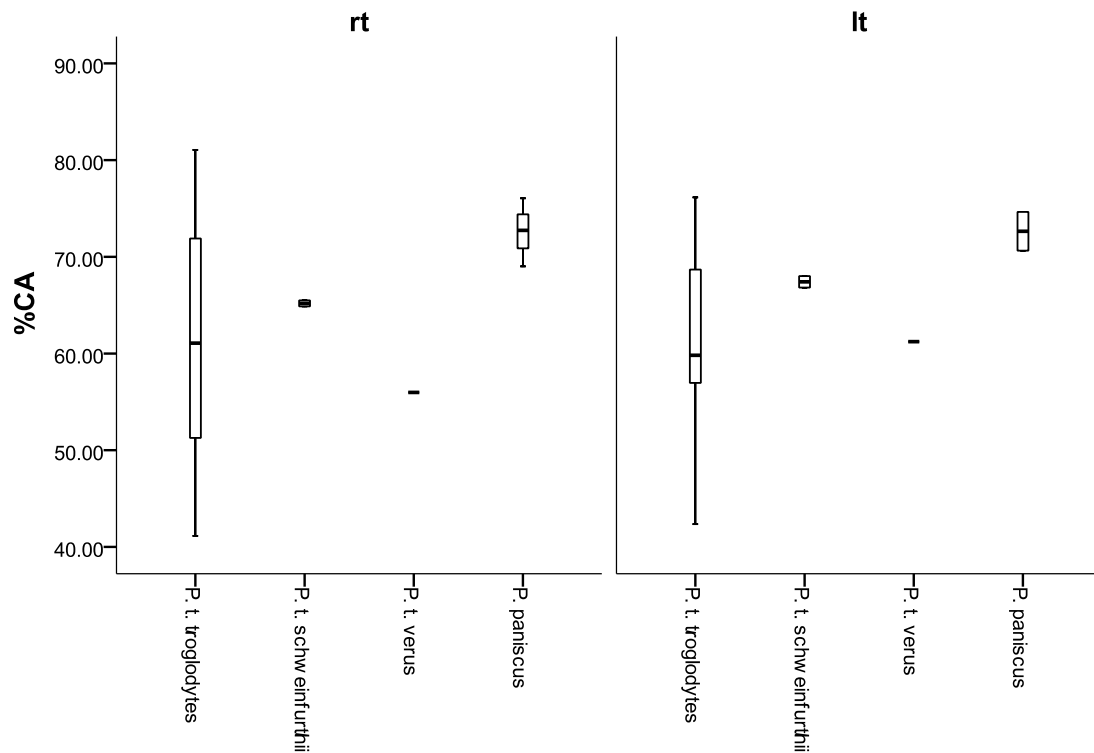 rt
lt
%CA
90.00
80.00
70.00
60.00
50.00
40.00
P. t. troglodytes
P. t. schweinfurthii
P. t. verus
P. paniscus
P. t. troglodytes
P. t. schweinfurthii
P. t. verus
P. paniscus